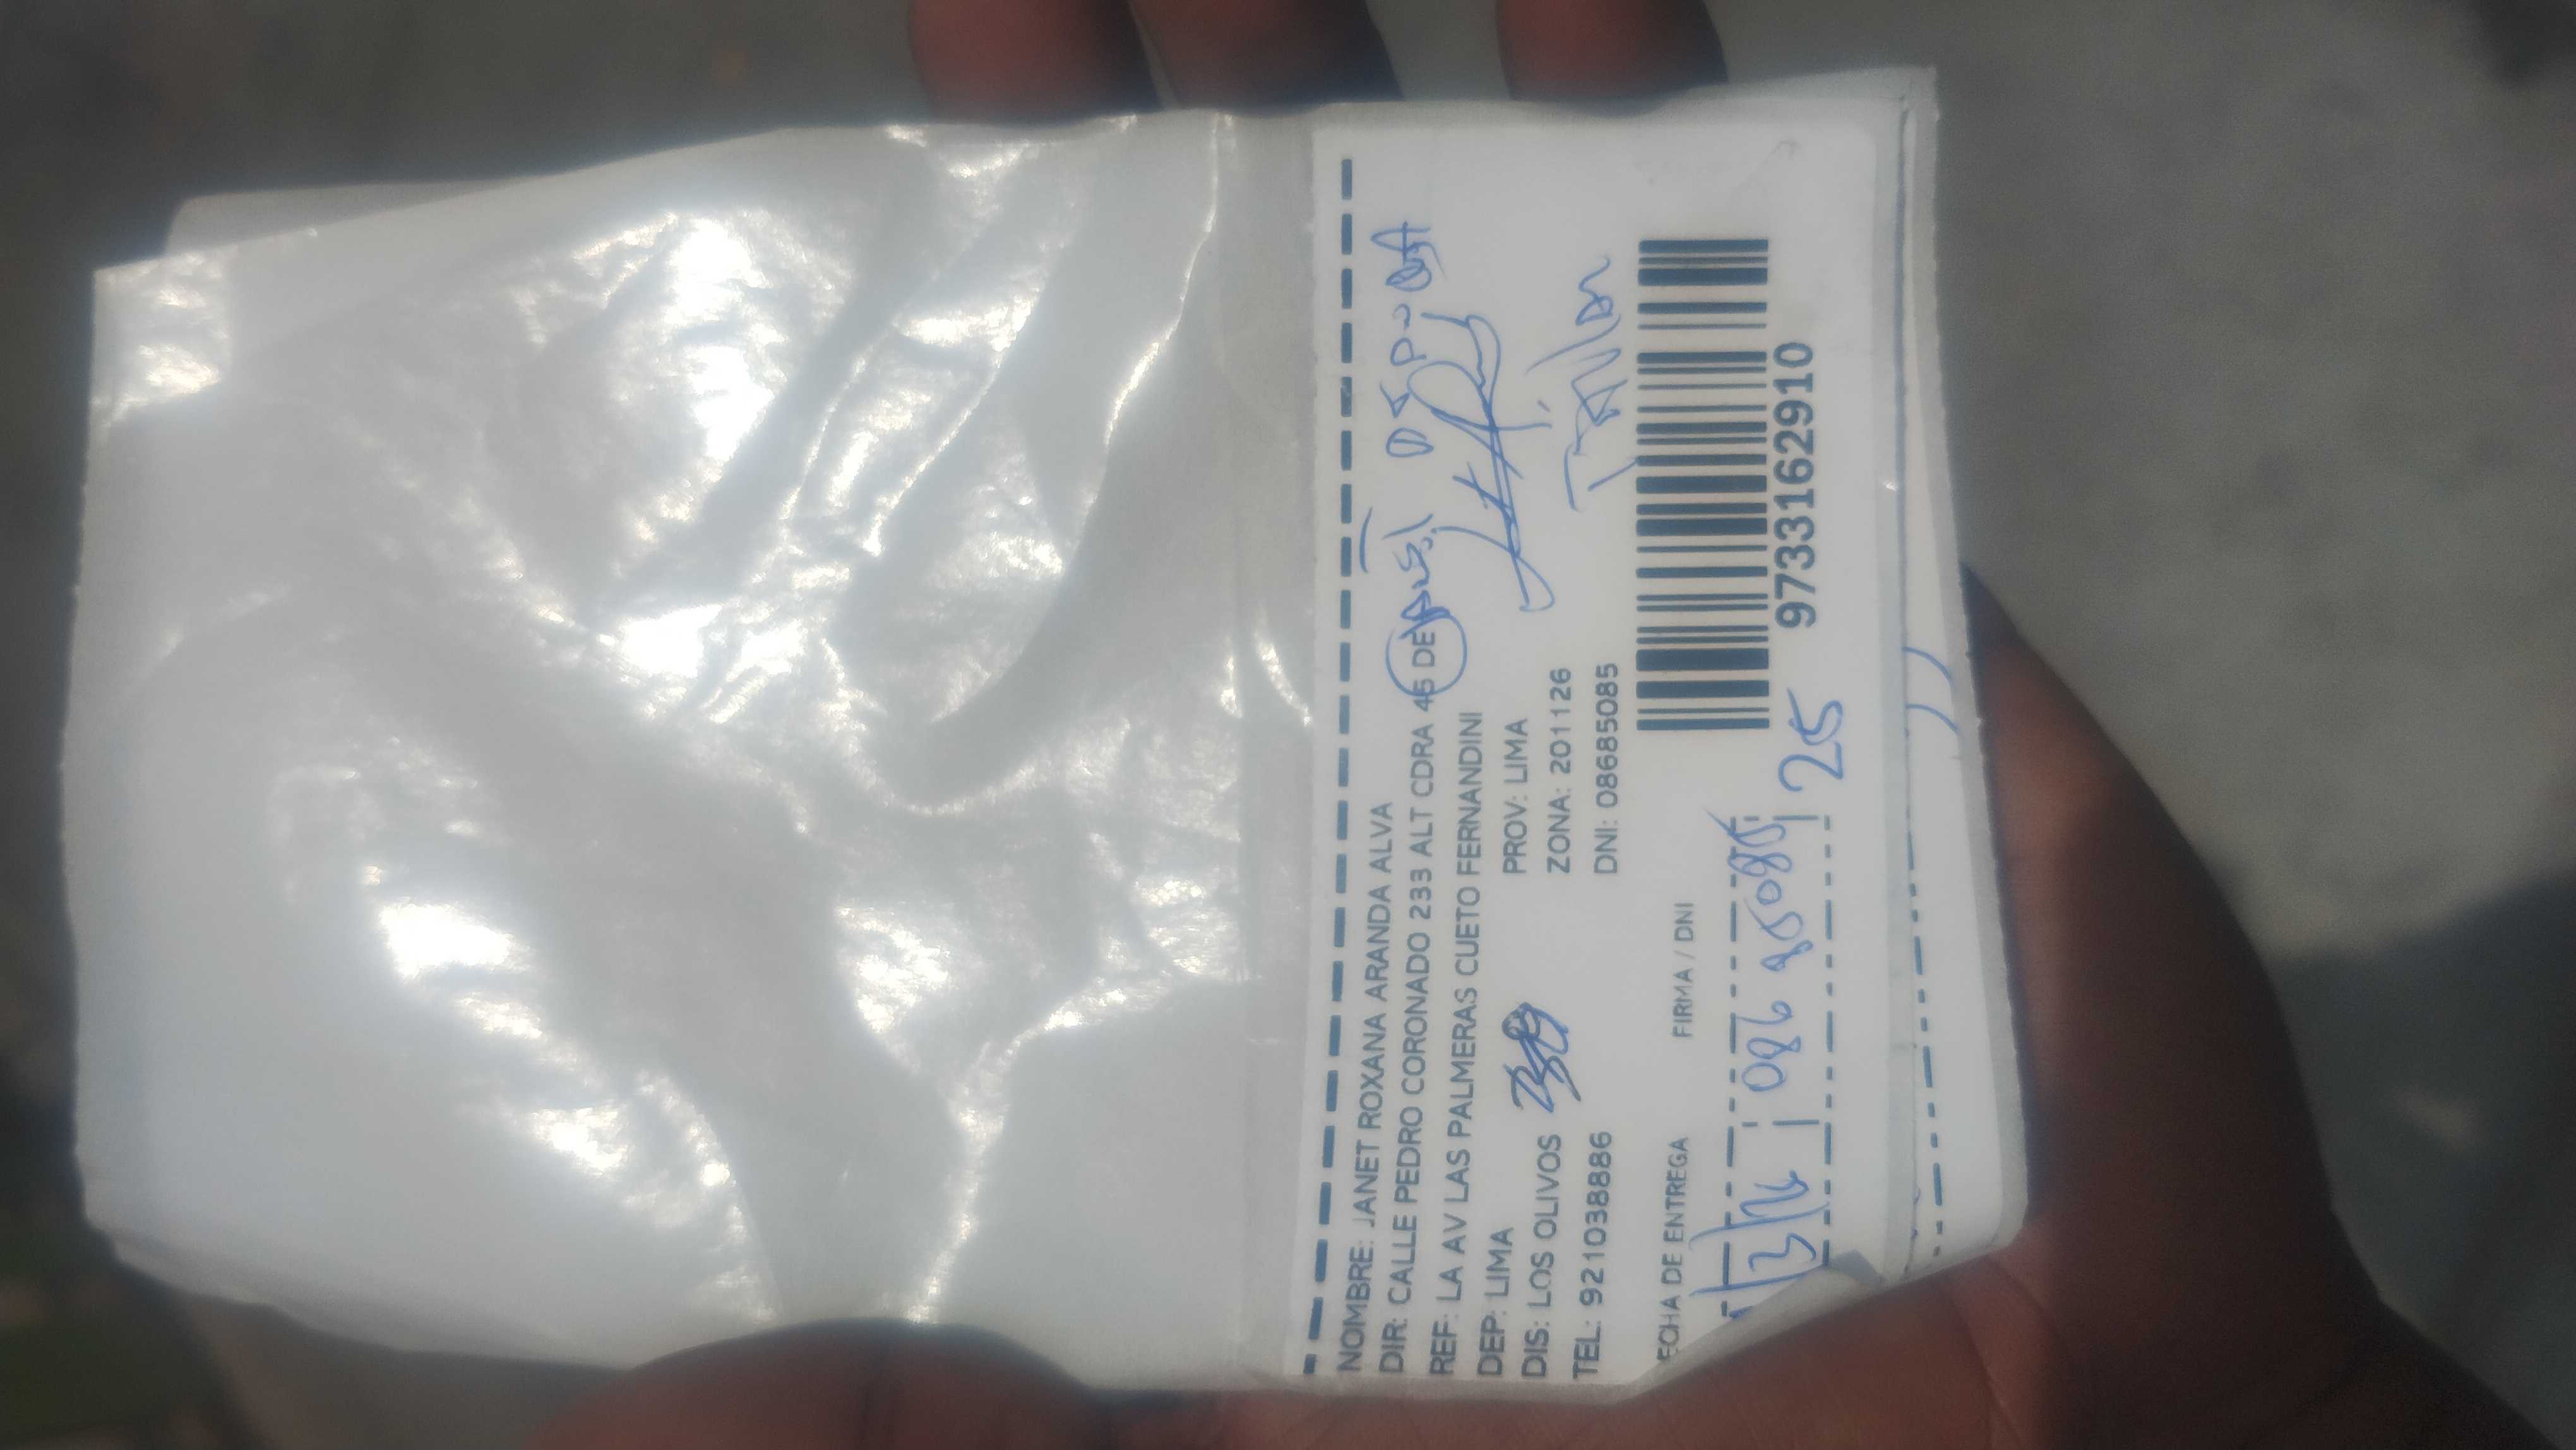 NOMBRE: JANET ROXANA ARANDA ALVA
DIR: CALLE PEDRO CORONADO 233 ALT CDRA 45 DE
REF: LA AV LAS PALMERAS CUETO FERNANDINI
DEP: LIMA PROV: LIMA
DIS: LOS OLIVOS ZONA: 201126
TEL: 921038886 DNI: 08685085
FECHA DE ENTREGA FIRMA / DNI
25
9733162910